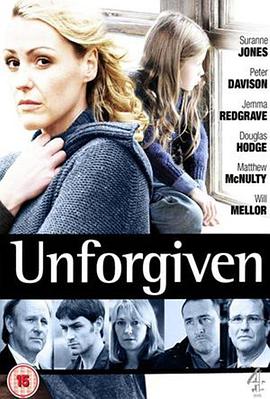 Suranne
JONES
Peter
DAVISON
Jemma
REDGRAVE
Douglas
HODGE
Matthew
McNULTY
Will
MELLOR
Unforgiven
15
4